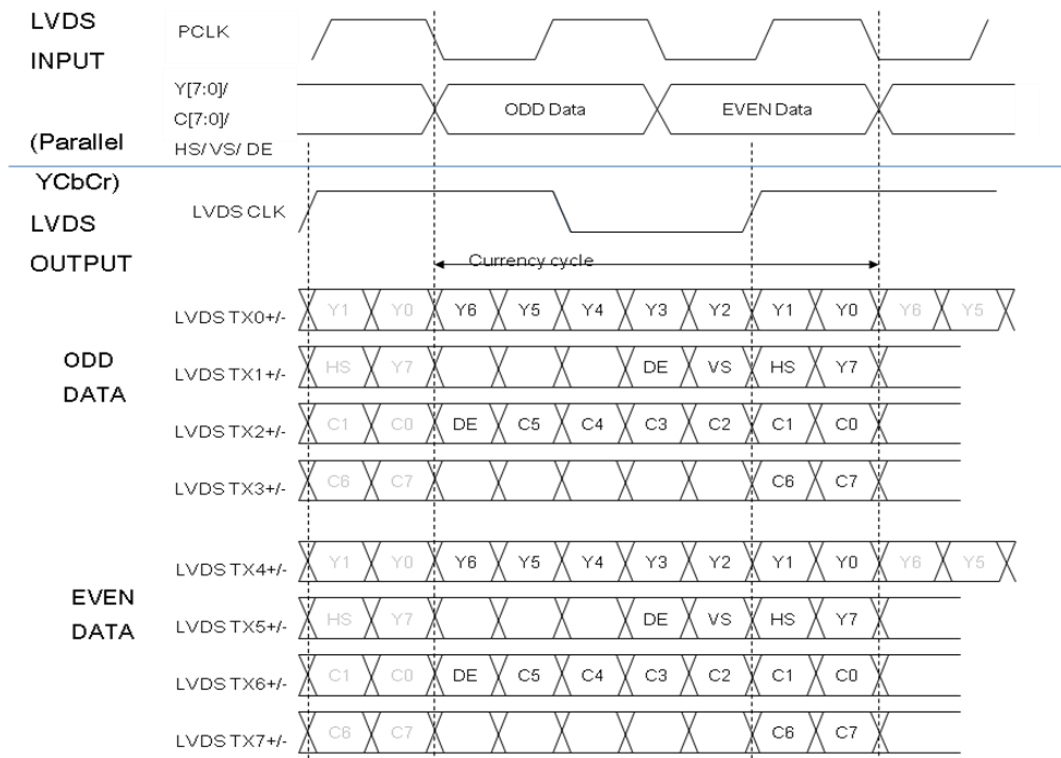 LVDS
INPUT
(Parallel
YCbCr)
LVDS
OUTPUT
PCLK
Y[7:0]/
C[7:0]/
HS/ VS/ DE
ODD Data
EVEN Data
LVDS CLK
Currency cycle
ODD
DATA
LVDS TX0+/- Y1 Y0 Y6 Y5 Y4 Y3 Y2 Y1 Y0 Y6 Y5
LVDS TX1+/- HS Y7 DE VS HS Y7
LVDS TX2+/- C1 C0 DE C5 C4 C3 C2 C1 C0
LVDS TX3+/- C6 C7 C6 C7
EVEN
DATA
LVDS TX4+/- Y1 Y0 Y6 Y5 Y4 Y3 Y2 Y1 Y0 Y6 Y5
LVDS TX5+/- HS Y7 DE VS HS Y7
LVDS TX6+/- C1 C0 DE C5 C4 C3 C2 C1 C0
LVDS TX7+/- C6 C7 C6 C7